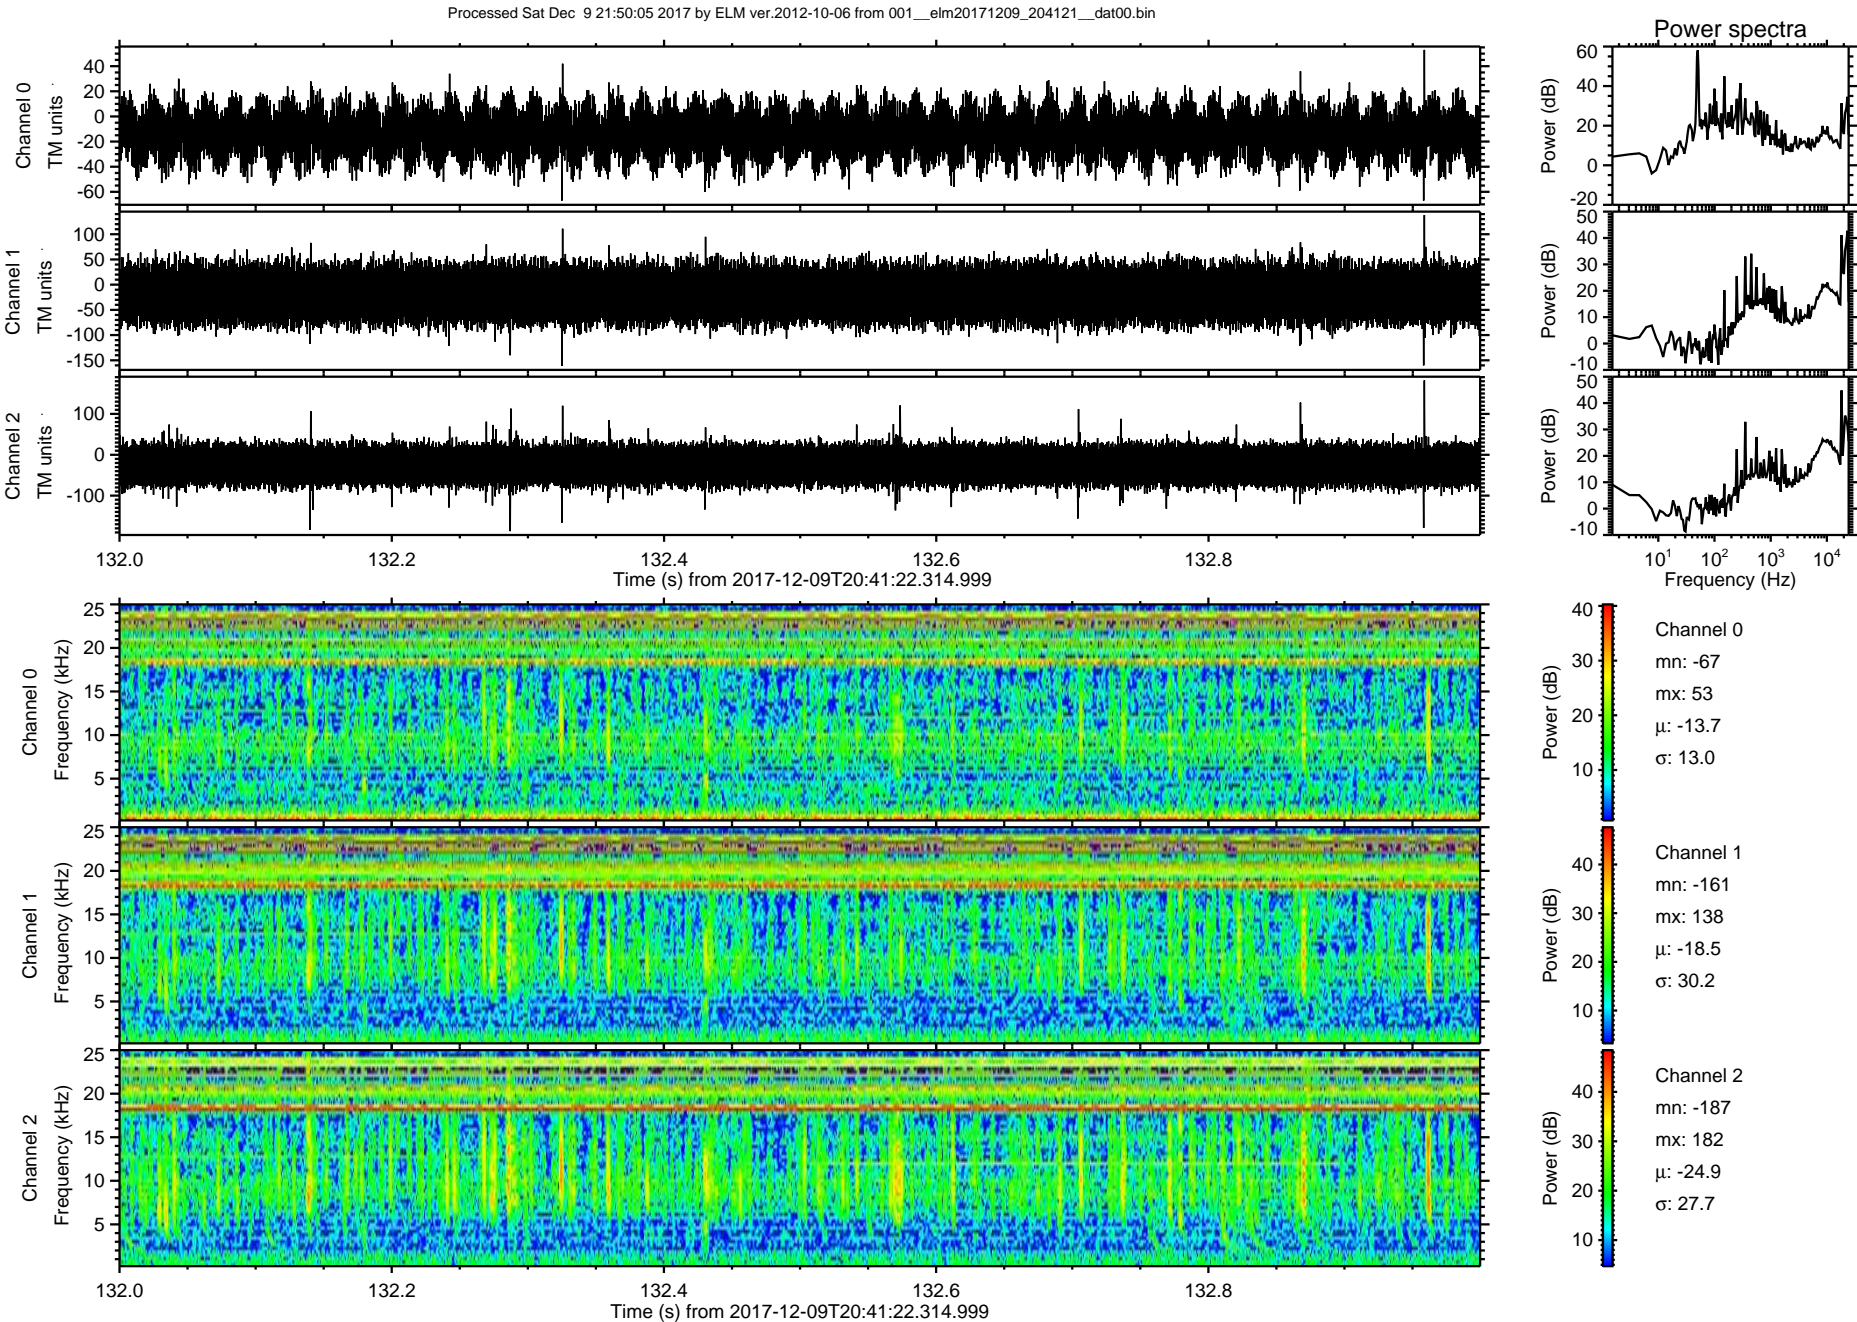 Processed Sat Dec  9 21:50:05 2017 by ELM ver.2012-10-06 from 001__elm20171209_204121__dat00.bin
Power spectra
Channel 0
TM units
40
20
0
-20
-40
-60
Power (dB)
60
40
20
0
-20
Channel 1
TM units
100
50
0
-50
-100
-150
Power (dB)
50
40
30
20
10
0
-10
Channel 2
TM units
100
0
-100
Power (dB)
50
40
30
20
10
0
-10
132.0 132.2 132.4 132.6 132.8
Time (s) from 2017-12-09T20:41:22.314.999
10^1 10^2 10^3 10^4
Frequency (Hz)
Channel 0
Frequency (kHz)
25
20
15
10
5
Power (dB)
40
30
20
10
Channel 0
mn: -67
mx: 53
μ: -13.7
σ: 13.0
Channel 1
Frequency (kHz)
25
20
15
10
5
Power (dB)
40
30
20
10
Channel 1
mn: -161
mx: 138
μ: -18.5
σ: 30.2
Channel 2
Frequency (kHz)
25
20
15
10
5
Power (dB)
40
30
20
10
Channel 2
mn: -187
mx: 182
μ: -24.9
σ: 27.7
132.0 132.2 132.4 132.6 132.8
Time (s) from 2017-12-09T20:41:22.314.999